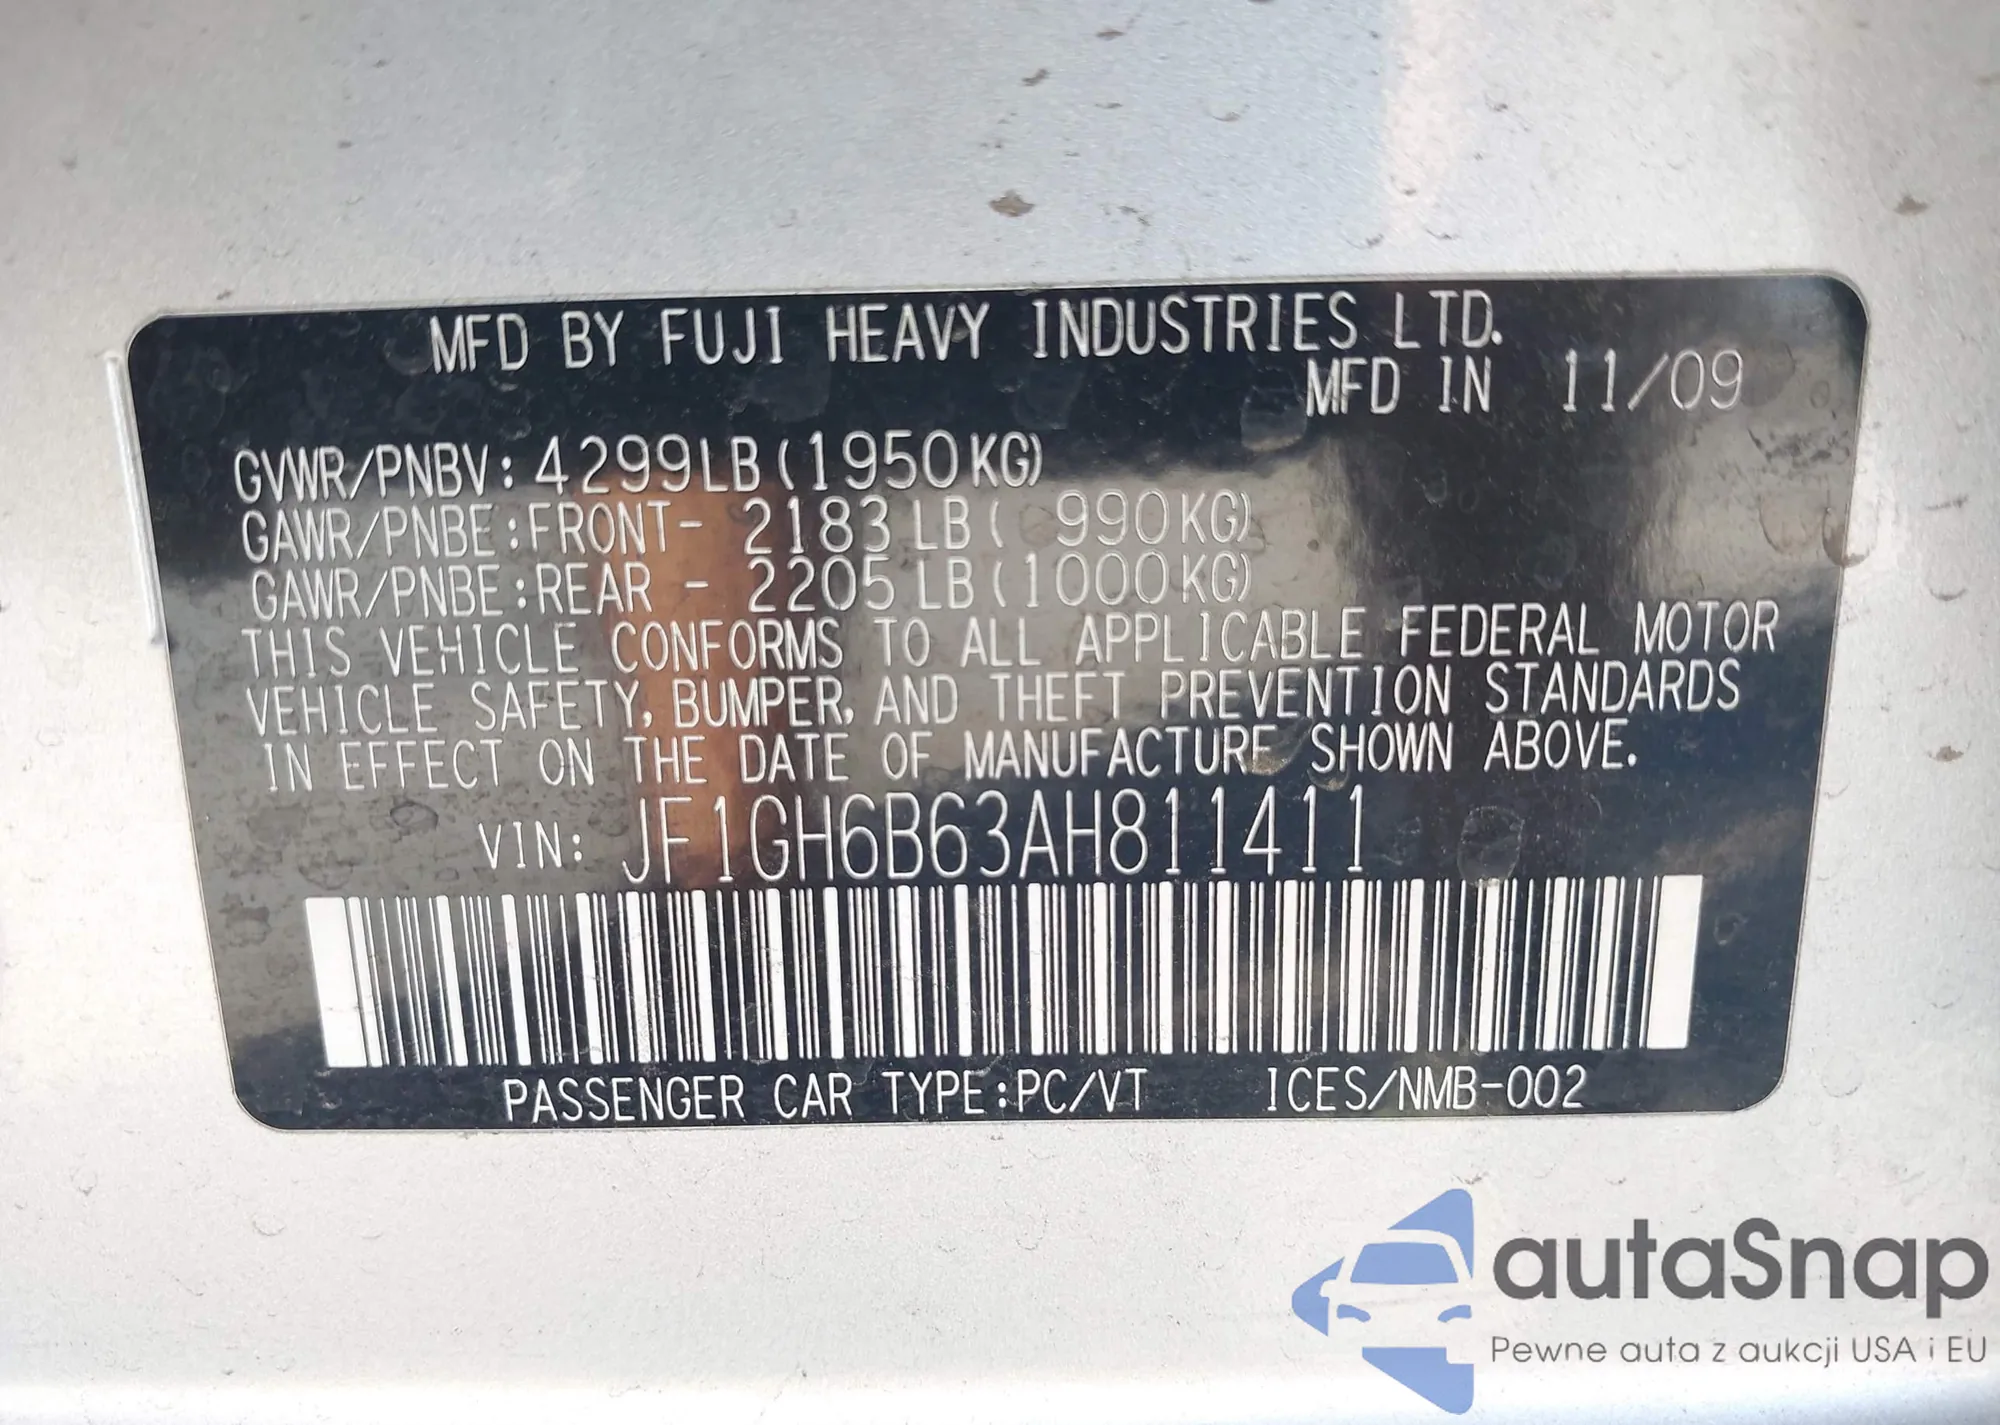 MFD BY FUJI HEAVY INDUSTRIES LTD.
MFD IN 11/09
GVWR/PNBV: 4299LB(1950KG)
GAWR/PNBE:FRONT- 2183LB( 990KG)
GAWR/PNBE:REAR - 2205LB(1000KG)
THIS VEHICLE CONFORMS TO ALL APPLICABLE FEDERAL MOTOR
VEHICLE SAFETY, BUMPER, AND THEFT PREVENTION STANDARDS
IN EFFECT ON THE DATE OF MANUFACTURE SHOWN ABOVE.
VIN: JF1GH6B63AH811411
PASSENGER CAR TYPE:PC/VT ICES/NMB-002
autaSnap
Pewne auta z aukcji USA i EU